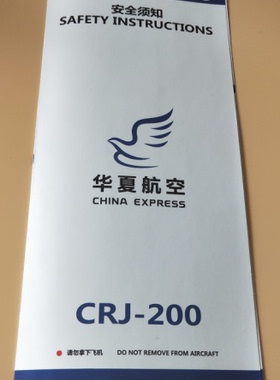 安全须知
SAFETY INSTRUCTIONS
华夏航空
CHINA EXPRESS
CRJ-200
请勿拿下飞机 DO NOT REMOVE FROM AIRCRAFT